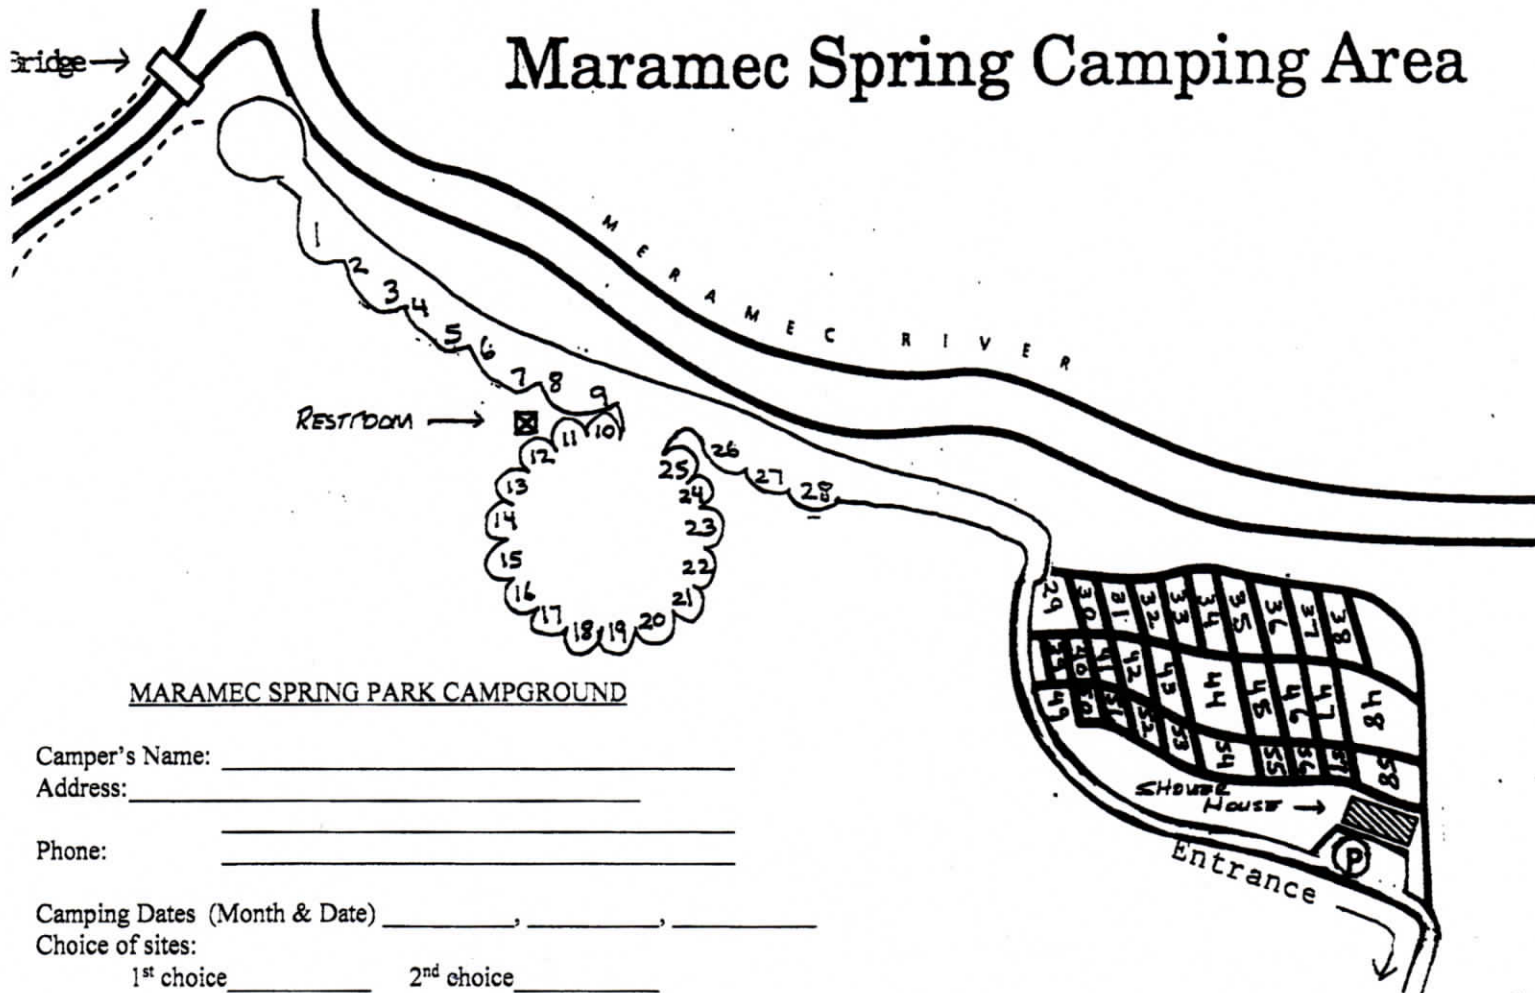 Maramec Spring Camping Area
MERAMEC RIVER
1
2
3
4
5
6
7
8
9
RESTROOM
10
11
12
13
14
15
16
17
18
19
20
21
22
23
24
25
26
27
28
29 30 31 32 33 34 35 36 37 38
40 41 42 43 44 45 46 47 48
49 50 51 52 53 54 55 56 57 58
SHOWER
HOUSE
P
Entrance
MARAMEC SPRING PARK CAMPGROUND
Camper's Name:
Address:
Phone:
Camping Dates (Month & Date) , ,
Choice of sites:
1st choice 2nd choice